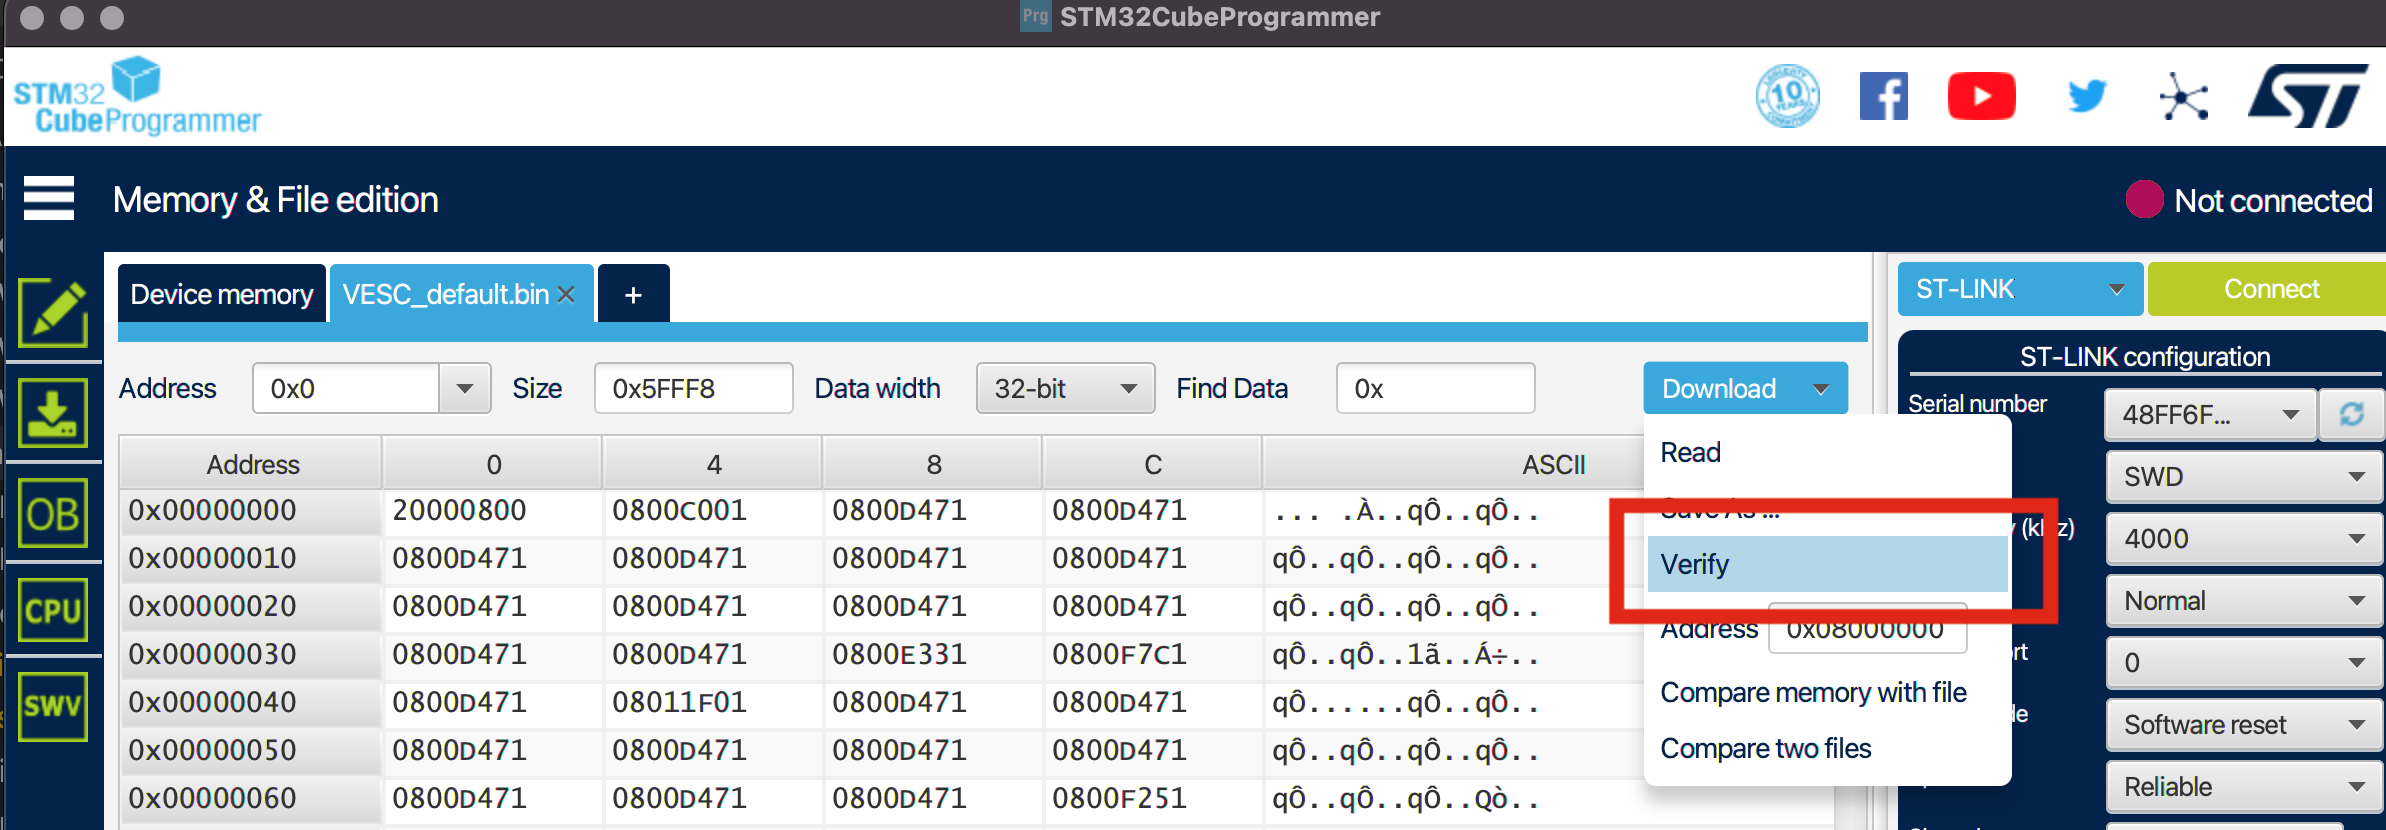 Prg STM32CubeProgrammer
STM32
CubeProgrammer
10
YEARS
Memory & File edition
Not connected
Device memory
VESC_default.bin
+
ST-LINK
Connect
Address
0x0
Size
0x5FFF8
Data width
32-bit
Find Data
0x
Download
ST-LINK configuration
Serial number
48FF6F...
Read
Save As ...
Verify
Address 0x08000000
Compare memory with file
Compare two files
SWD
(kHz)
4000
Normal
0
Software reset
Reliable
OB
CPU
SWV
Address 0 4 8 C ASCII
0x00000000 20000800 0800C001 0800D471 0800D471 ... .À..qÔ..qÔ..
0x00000010 0800D471 0800D471 0800D471 0800D471 qÔ..qÔ..qÔ..qÔ..
0x00000020 0800D471 0800D471 0800D471 0800D471 qÔ..qÔ..qÔ..qÔ..
0x00000030 0800D471 0800D471 0800E331 0800F7C1 qÔ..qÔ..1ã..Á÷..
0x00000040 0800D471 08011F01 0800D471 0800D471 qÔ......qÔ..qÔ..
0x00000050 0800D471 0800D471 0800D471 0800D471 qÔ..qÔ..qÔ..qÔ..
0x00000060 0800D471 0800D471 0800D471 0800F251 qÔ..qÔ..qÔ..Qò..